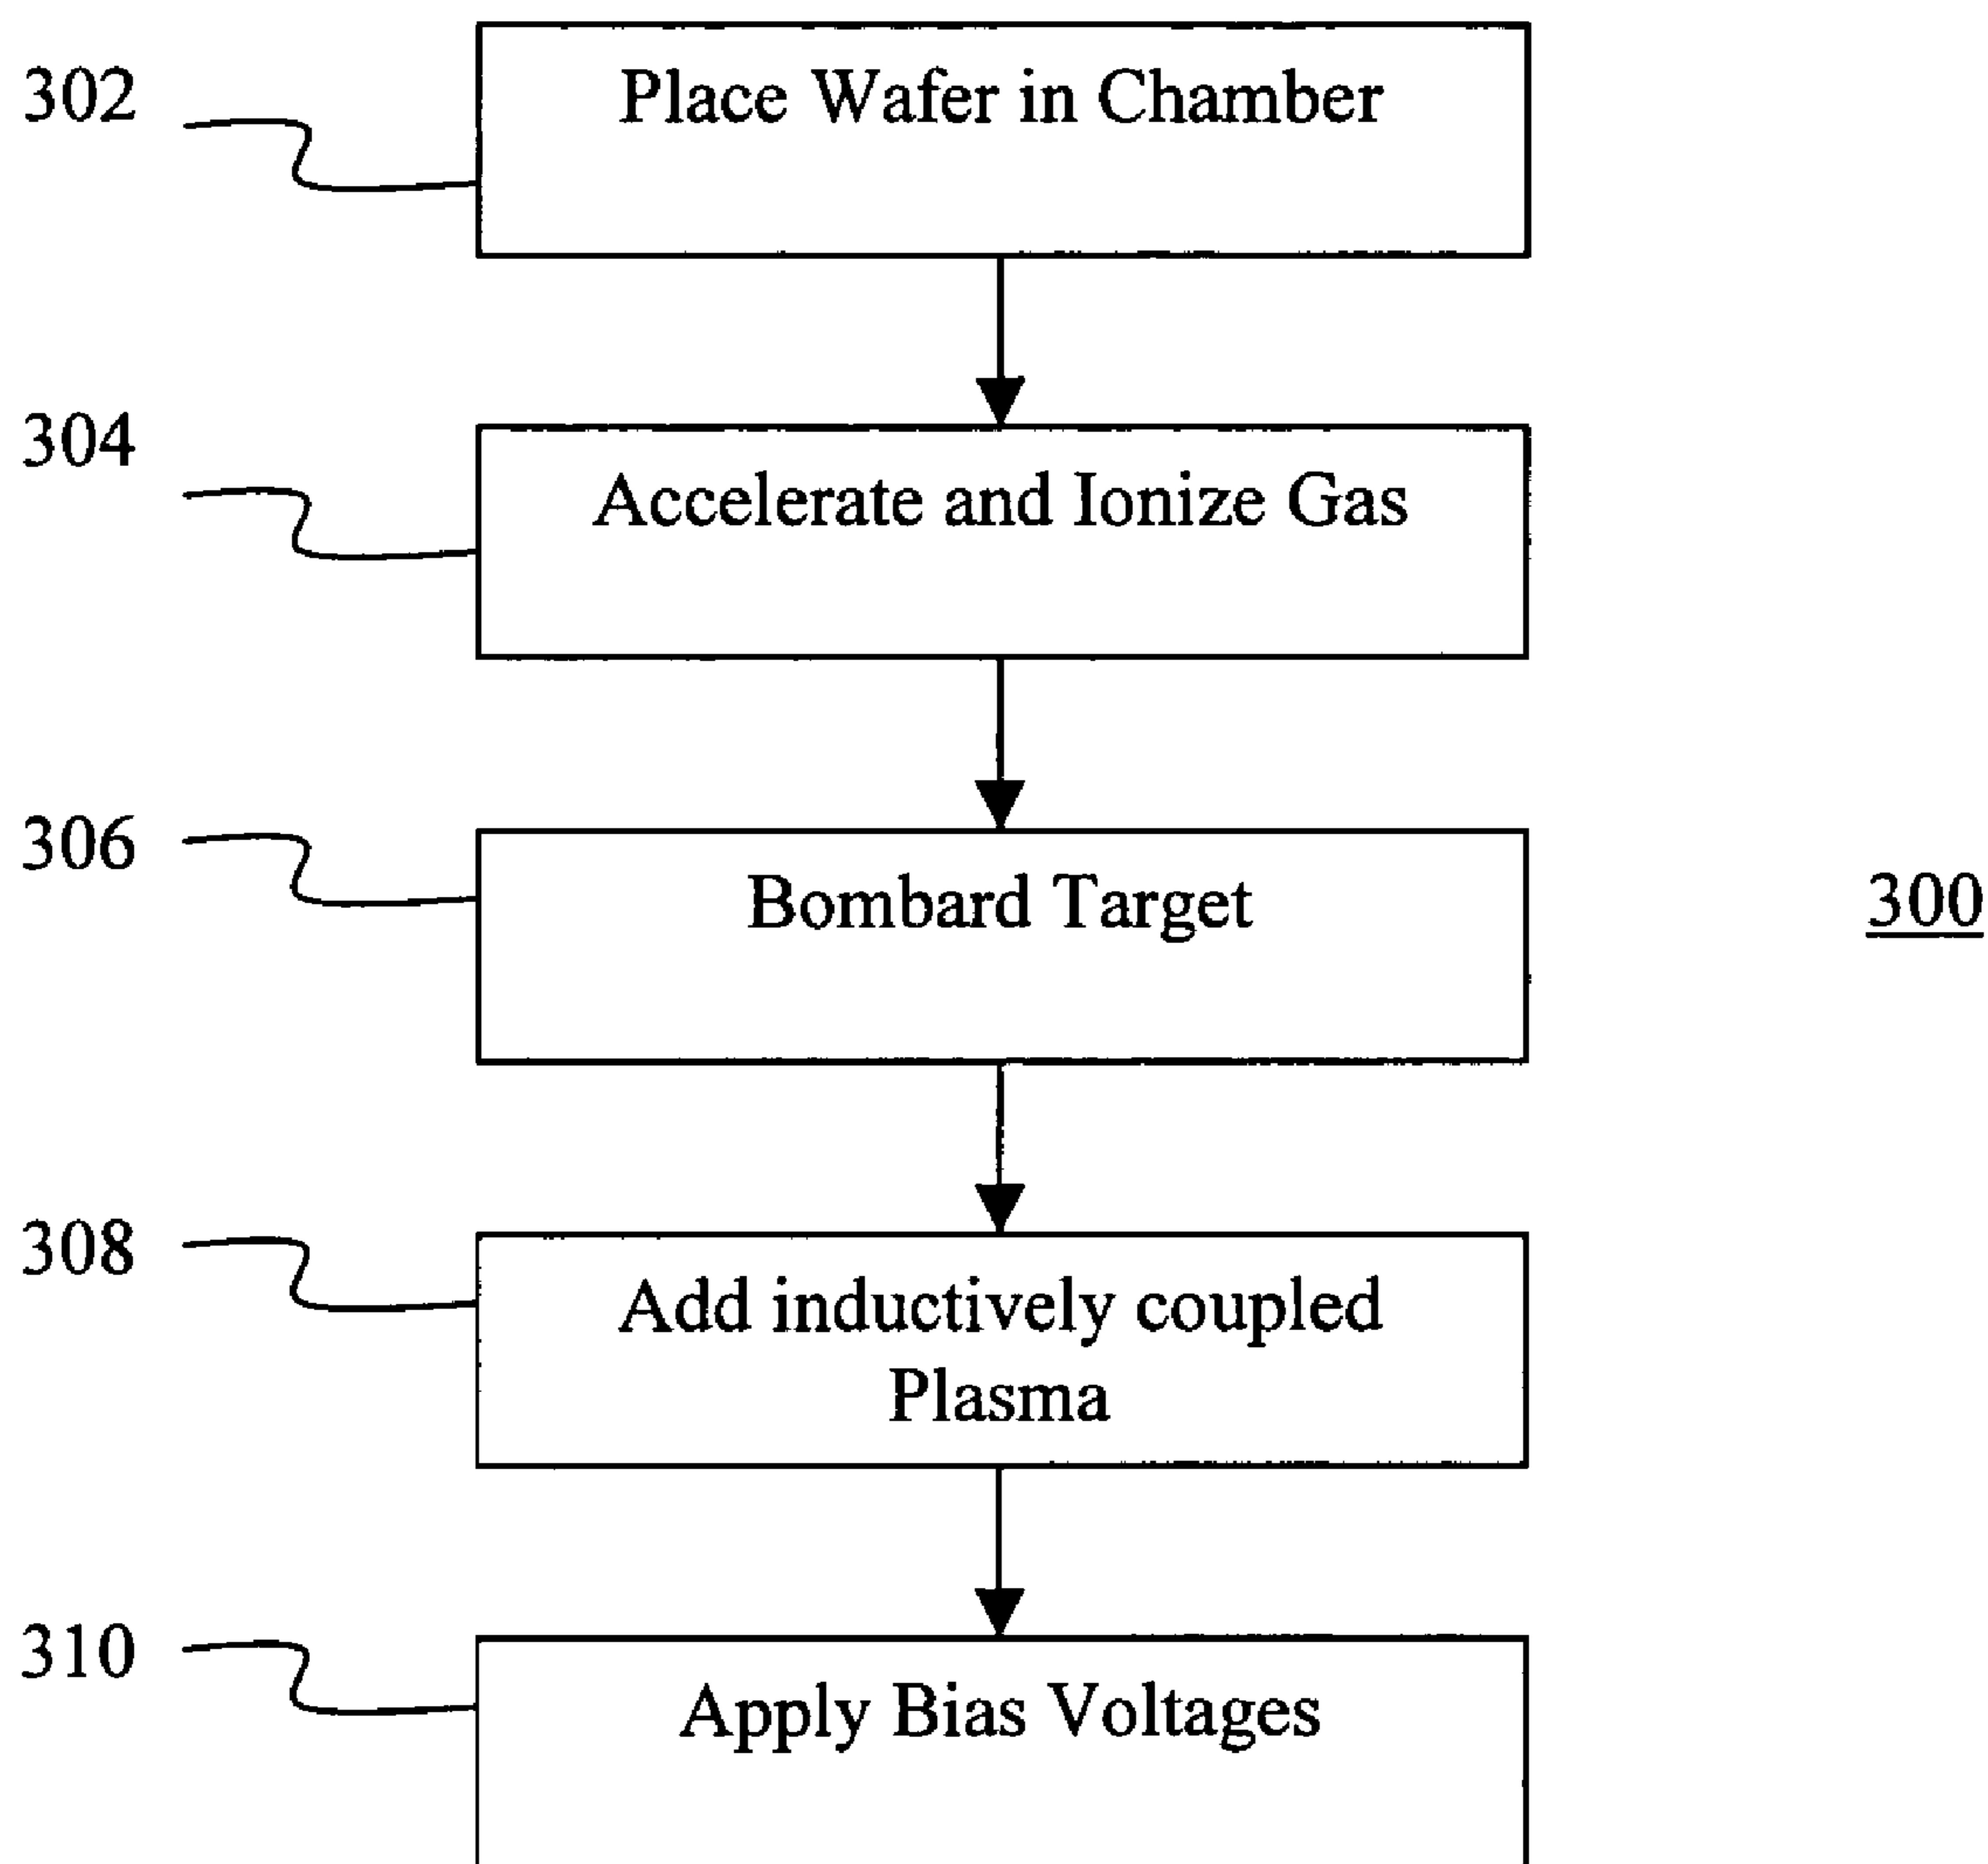 302
Place Wafer in Chamber
304
Accelerate and Ionize Gas
306
Bombard Target
300
308
Add inductively coupled
Plasma
310
Apply Bias Voltages